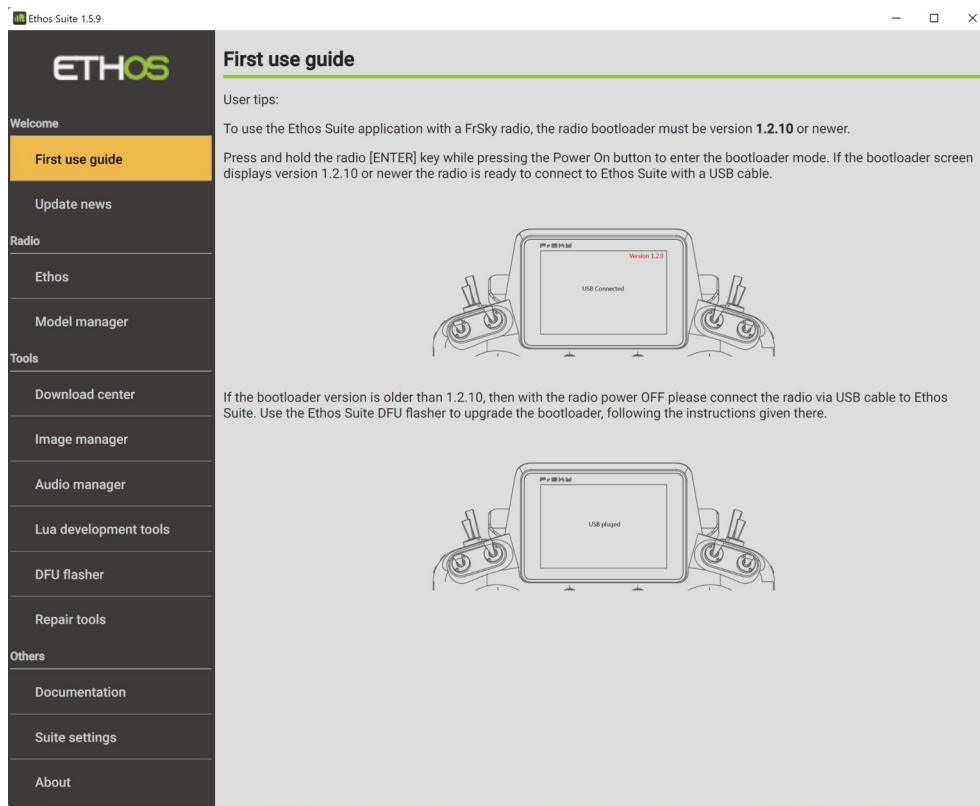 Ethos Suite 1.5.9
ETHOS
Welcome
First use guide
Update news
Radio
Ethos
Model manager
Tools
Download center
Image manager
Audio manager
Lua development tools
DFU flasher
Repair tools
Others
Documentation
Suite settings
About
First use guide
User tips:
To use the Ethos Suite application with a FrSky radio, the radio bootloader must be version 1.2.10 or newer.
Press and hold the radio [ENTER] key while pressing the Power On button to enter the bootloader mode. If the bootloader screen
displays version 1.2.10 or newer the radio is ready to connect to Ethos Suite with a USB cable.
FrSKY
Version 1.2.0
USB Connected
If the bootloader version is older than 1.2.10, then with the radio power OFF please connect the radio via USB cable to Ethos
Suite. Use the Ethos Suite DFU flasher to upgrade the bootloader, following the instructions given there.
FrSKY
USB pluged